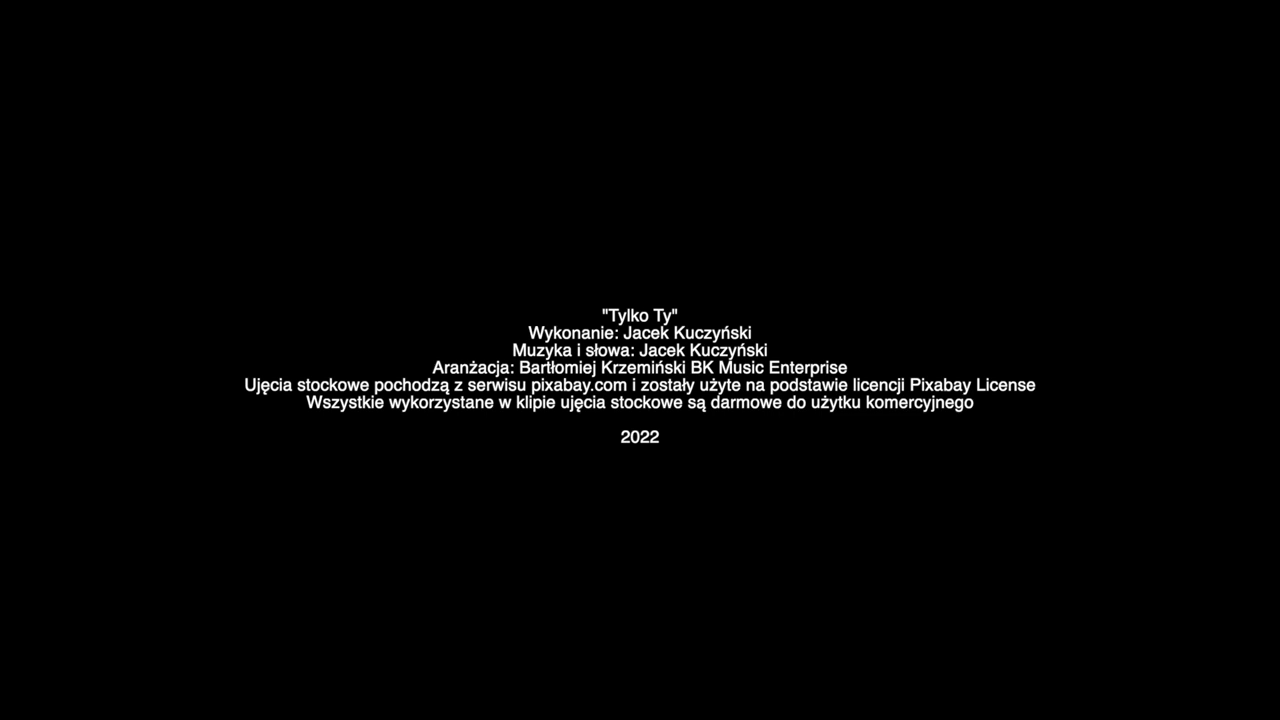 "Tylko Ty"
Wykonanie: Jacek Kuczyński
Muzyka i słowa: Jacek Kuczyński
Aranżacja: Bartłomiej Krzemiński BK Music Enterprise
Ujęcia stockowe pochodzą z serwisu pixabay.com i zostały użyte na podstawie licencji Pixabay License
Wszystkie wykorzystane w klipie ujęcia stockowe są darmowe do użytku komercyjnego
2022